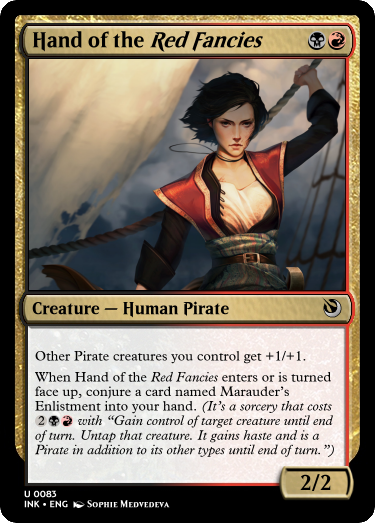 Hand of the Red Fancies
Creature — Human Pirate
Other Pirate creatures you control get +1/+1.
When Hand of the Red Fancies enters or is turned
face up, conjure a card named Marauder's
Enlistment into your hand. (It's a sorcery that costs
2 with “Gain control of target creature until end
of turn. Untap that creature. It gains haste and is a
Pirate in addition to its other types until end of turn.”)
2/2
U 0083
INK • ENG Sophie Medvedeva